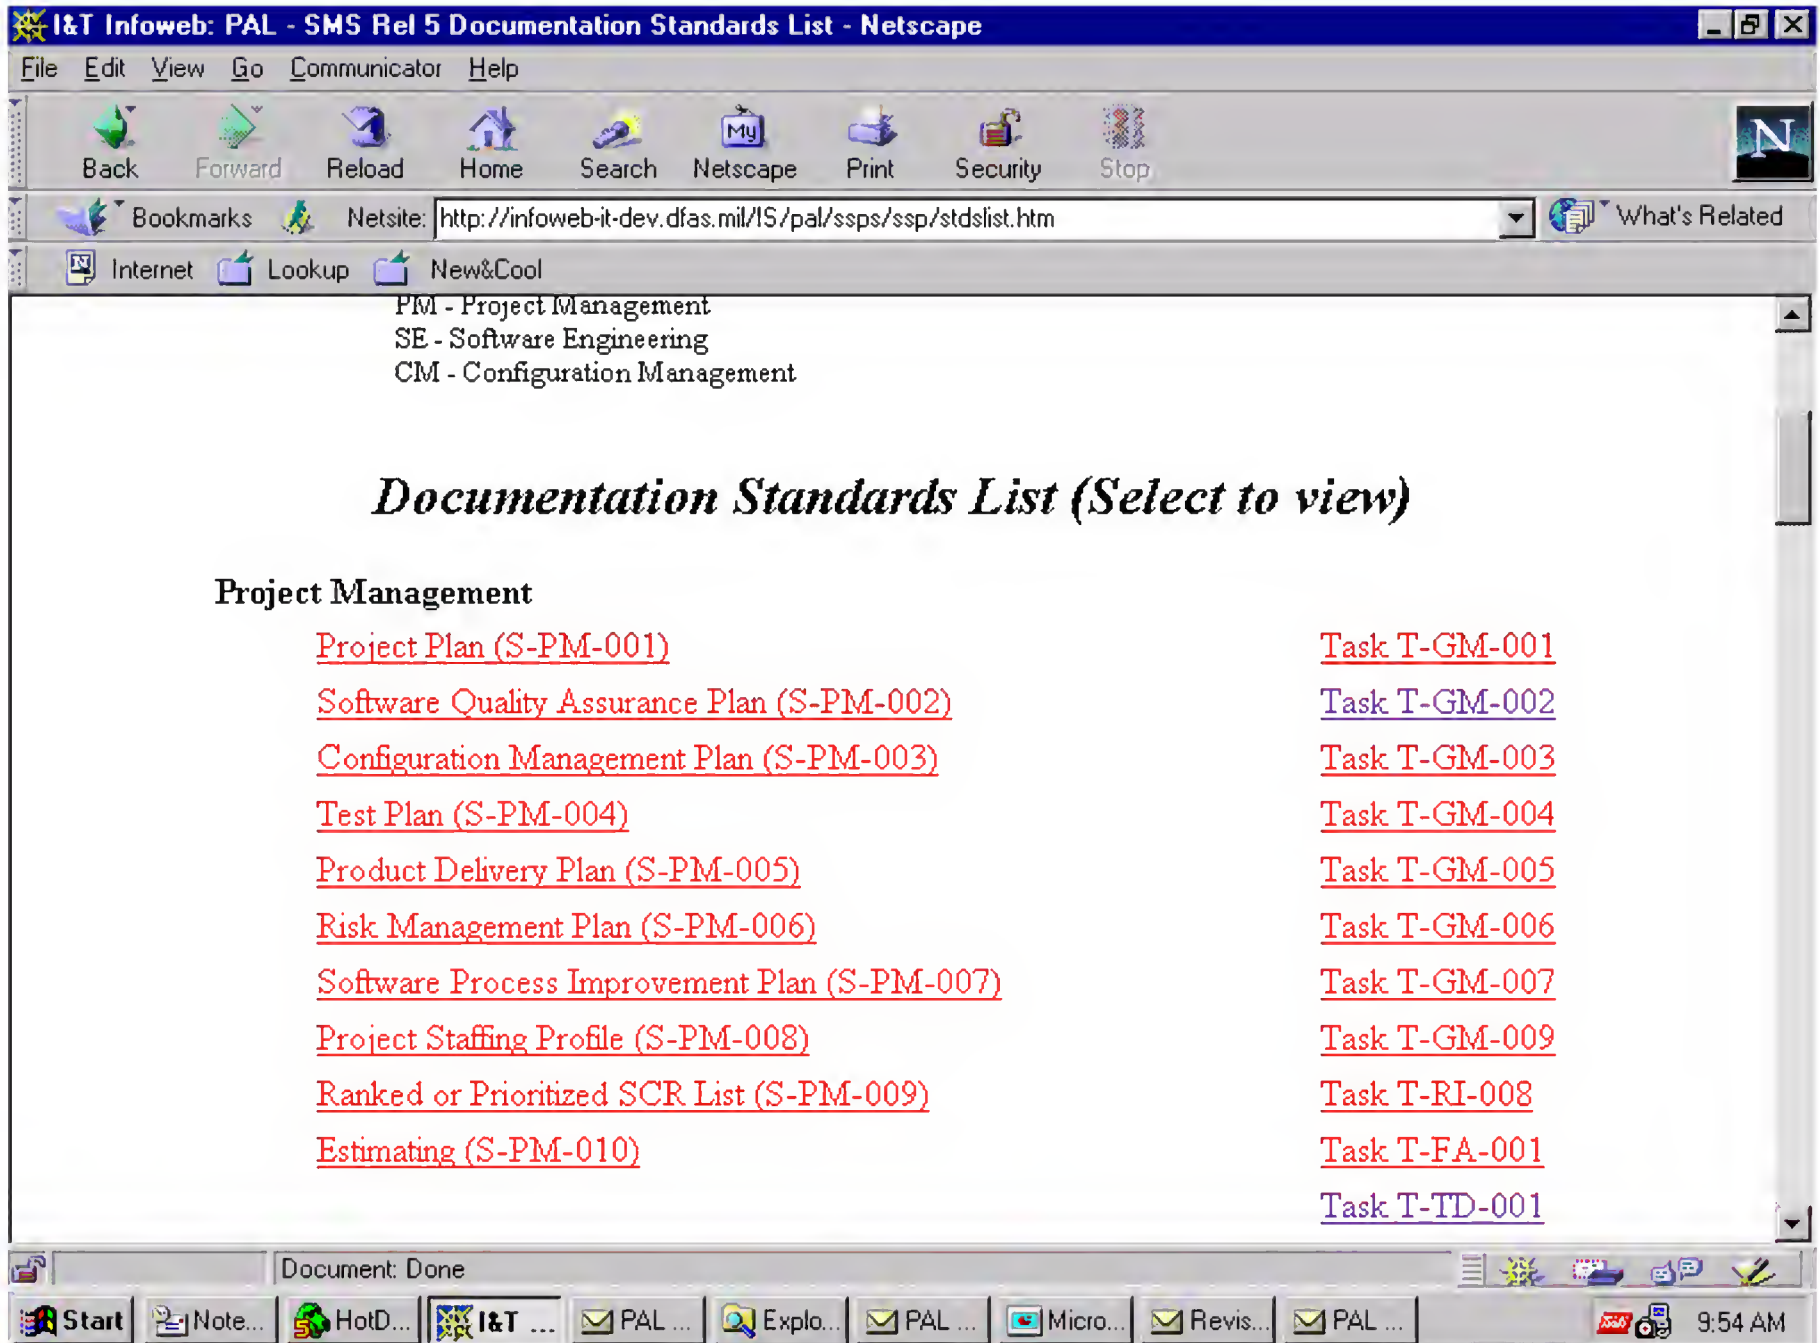 I&T Infoweb: PAL - SMS Rel 5 Documentation Standards List - Netscape
File Edit View Go Communicator Help
Back Forward Reload Home Search Netscape Print Security Stop
My
N
Bookmarks Netsite: http://infoweb-it-dev.dfas.mil/IS/pal/ssps/ssp/stdslist.htm What's Related
Internet Lookup New&Cool
PM - Project Management
SE - Software Engineering
CM - Configuration Management
Documentation Standards List (Select to view)
Project Management
Project Plan (S-PM-001) Task T-GM-001
Software Quality Assurance Plan (S-PM-002) Task T-GM-002
Configuration Management Plan (S-PM-003) Task T-GM-003
Test Plan (S-PM-004) Task T-GM-004
Product Delivery Plan (S-PM-005) Task T-GM-005
Risk Management Plan (S-PM-006) Task T-GM-006
Software Process Improvement Plan (S-PM-007) Task T-GM-007
Project Staffing Profile (S-PM-008) Task T-GM-009
Ranked or Prioritized SCR List (S-PM-009) Task T-RI-008
Estimating (S-PM-010) Task T-FA-001
Task T-TD-001
Document: Done
Start Note... HotD... I&T ... PAL ... Explo... PAL ... Micro... Revis... PAL ... 9:54 AM